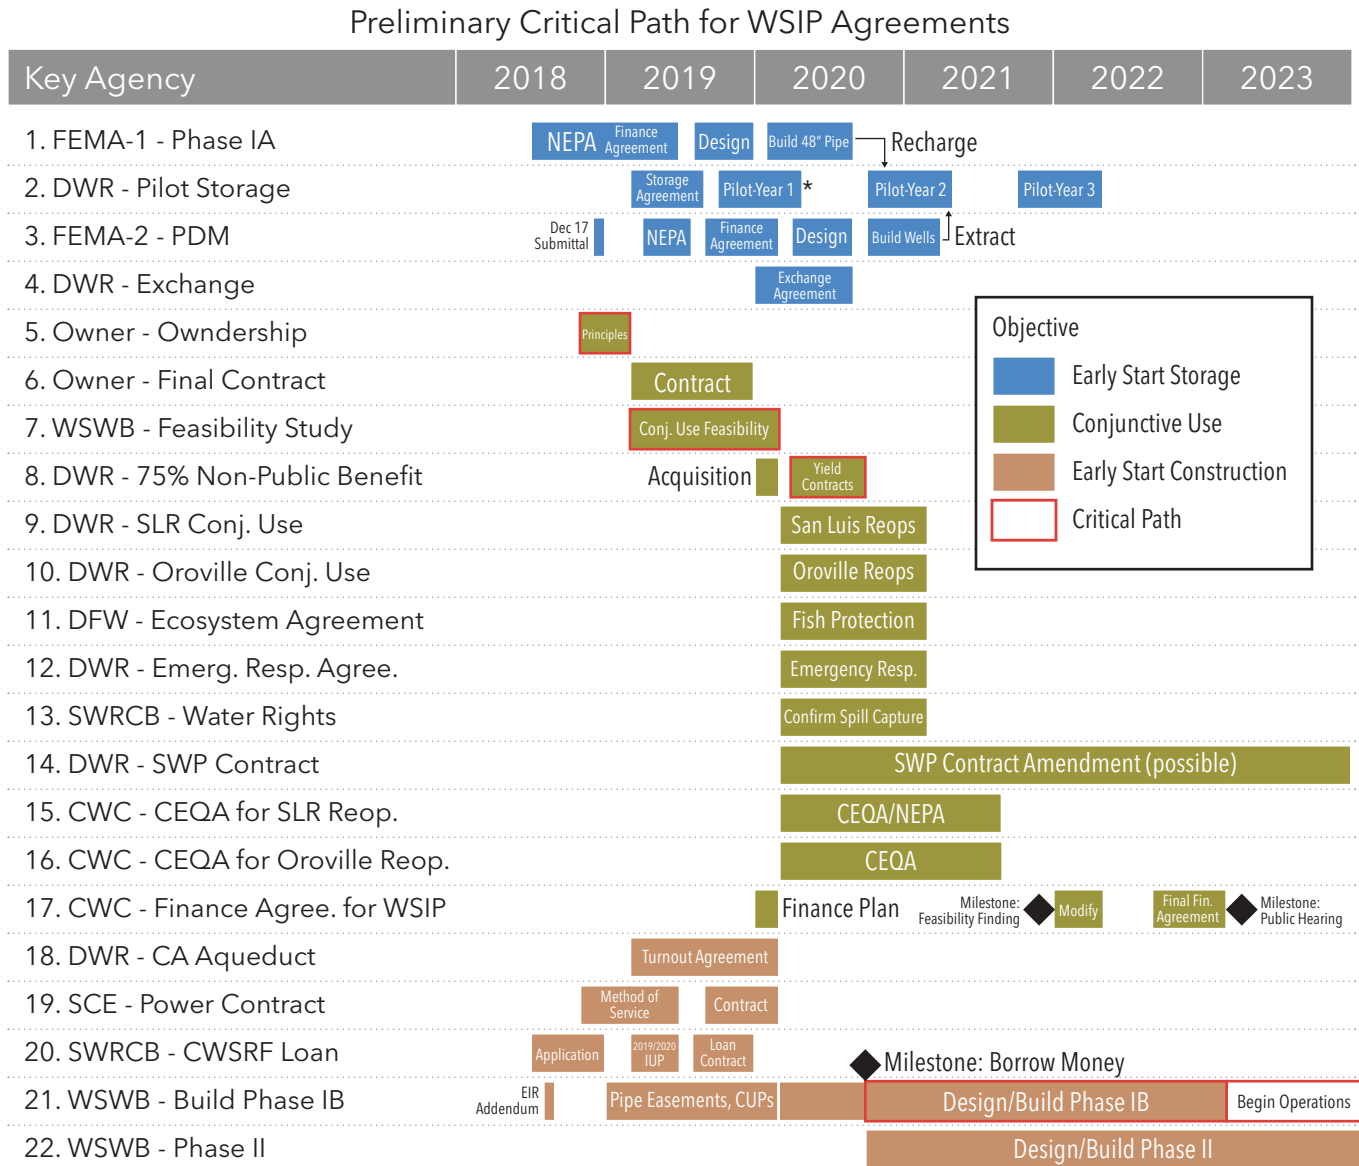 Preliminary Critical Path for WSIP Agreements
Key Agency 2018 2019 2020 2021 2022 2023
1. FEMA-1 - Phase IA
NEPA
Finance
Agreement
Design
Build 48” Pipe
Recharge
2. DWR - Pilot Storage
Storage
Agreement
Pilot-Year 1 *
Pilot-Year 2
Pilot-Year 3
3. FEMA-2 - PDM
Dec 17
Submittal
NEPA
Finance
Agreement
Design
Build Wells
Extract
4. DWR - Exchange
Exchange
Agreement
5. Owner - Owndership
Principles
6. Owner - Final Contract
Contract
7. WSWB - Feasibility Study
Conj. Use Feasibility
8. DWR - 75% Non-Public Benefit
Acquisition
Yield
Contracts
9. DWR - SLR Conj. Use
San Luis Reops
10. DWR - Oroville Conj. Use
Oroville Reops
11. DFW - Ecosystem Agreement
Fish Protection
12. DWR - Emerg. Resp. Agree.
Emergency Resp.
13. SWRCB - Water Rights
Confirm Spill Capture
14. DWR - SWP Contract
SWP Contract Amendment (possible)
15. CWC - CEQA for SLR Reop.
CEQA/NEPA
16. CWC - CEQA for Oroville Reop.
CEQA
17. CWC - Finance Agree. for WSIP
Finance Plan
Milestone:
Feasibility Finding
Modify
Final Fin.
Agreement
Milestone:
Public Hearing
18. DWR - CA Aqueduct
Turnout Agreement
19. SCE - Power Contract
Method of
Service
Contract
20. SWRCB - CWSRF Loan
Application
2019/2020
IUP
Loan
Contract
Milestone: Borrow Money
21. WSWB - Build Phase IB
EIR
Addendum
Pipe Easements, CUPs
Design/Build Phase IB
Begin Operations
22. WSWB - Phase II
Design/Build Phase II
Objective
Early Start Storage
Conjunctive Use
Early Start Construction
Critical Path